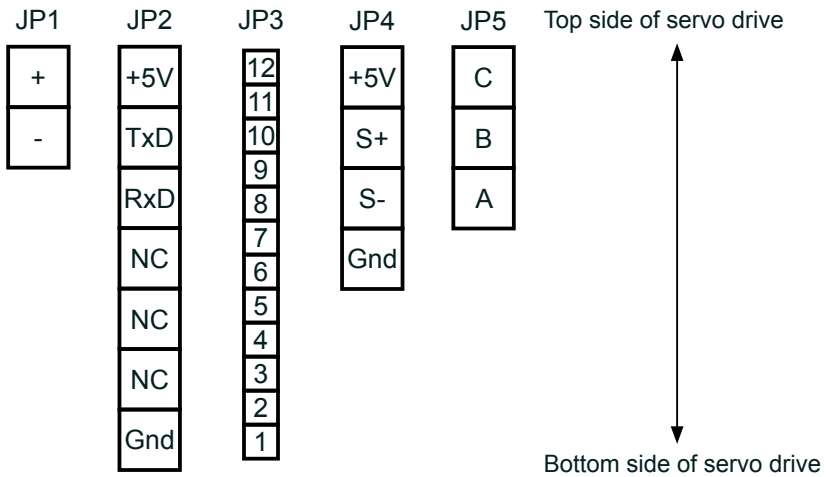 JP1 JP2 JP3 JP4 JP5 Top side of servo drive
+ +5V 12 +5V C
11
- TxD 10 S+ B
9
RxD 8 S- A
7
NC 6 Gnd
5
NC 4
NC 3
2
Gnd 1
Bottom side of servo drive